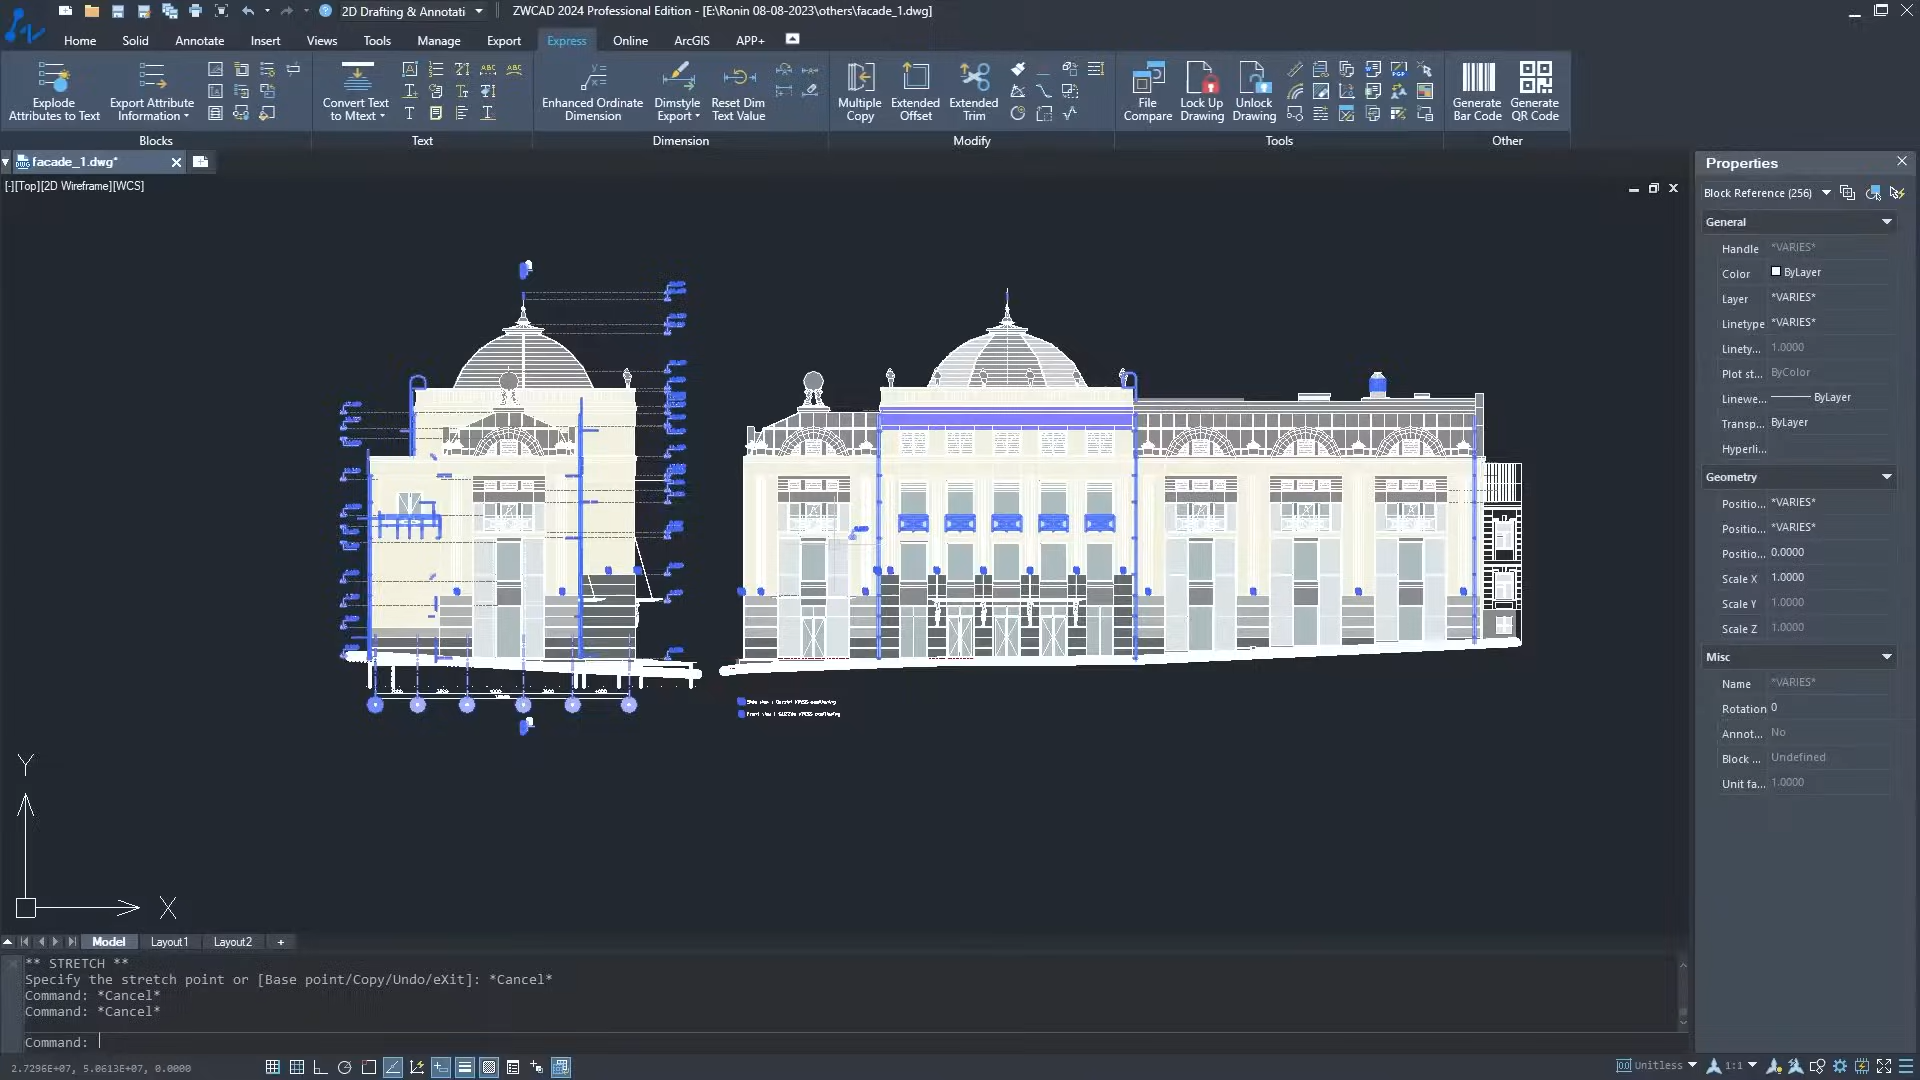 2D Drafting & Annotati
ZWCAD 2024 Professional Edition - [E:\Ronin 08-08-2023\others\facade_1.dwg]
Home Solid Annotate Insert Views Tools Manage Export Express Online ArcGIS APP+
Explode Attributes to Text
Export Attribute Information
Blocks
Convert Text to Mtext
Text
Enhanced Ordinate Dimension
Dimstyle Export
Reset Dim Text Value
Dimension
Multiple Copy
Extended Offset
Extended Trim
Modify
File Compare
Lock Up Drawing
Unlock Drawing
Tools
Generate Bar Code
Generate QR Code
Other
facade_1.dwg*
[-][Top][2D Wireframe][WCS]
Properties
Block Reference (256)
General
Handle *VARIES*
Color ByLayer
Layer *VARIES*
Linetype *VARIES*
Linety... 1.0000
Plot st... ByColor
Linewe... ByLayer
Transp... ByLayer
Hyperli...
Geometry
Positio... *VARIES*
Positio... *VARIES*
Positio... 0.0000
Scale X 1.0000
Scale Y 1.0000
Scale Z 1.0000
Misc
Name *VARIES*
Rotation 0
Annot... No
Block ... Undefined
Unit fa... 1.0000
Y
X
Model Layout1 Layout2 +
** STRETCH **
Specify the stretch point or [Base point/Copy/Undo/eXit]: *Cancel*
Command: *Cancel*
Command: *Cancel*
Command:
2.7296E+07, 5.0613E+07, 0.0000
Unitless 1:1